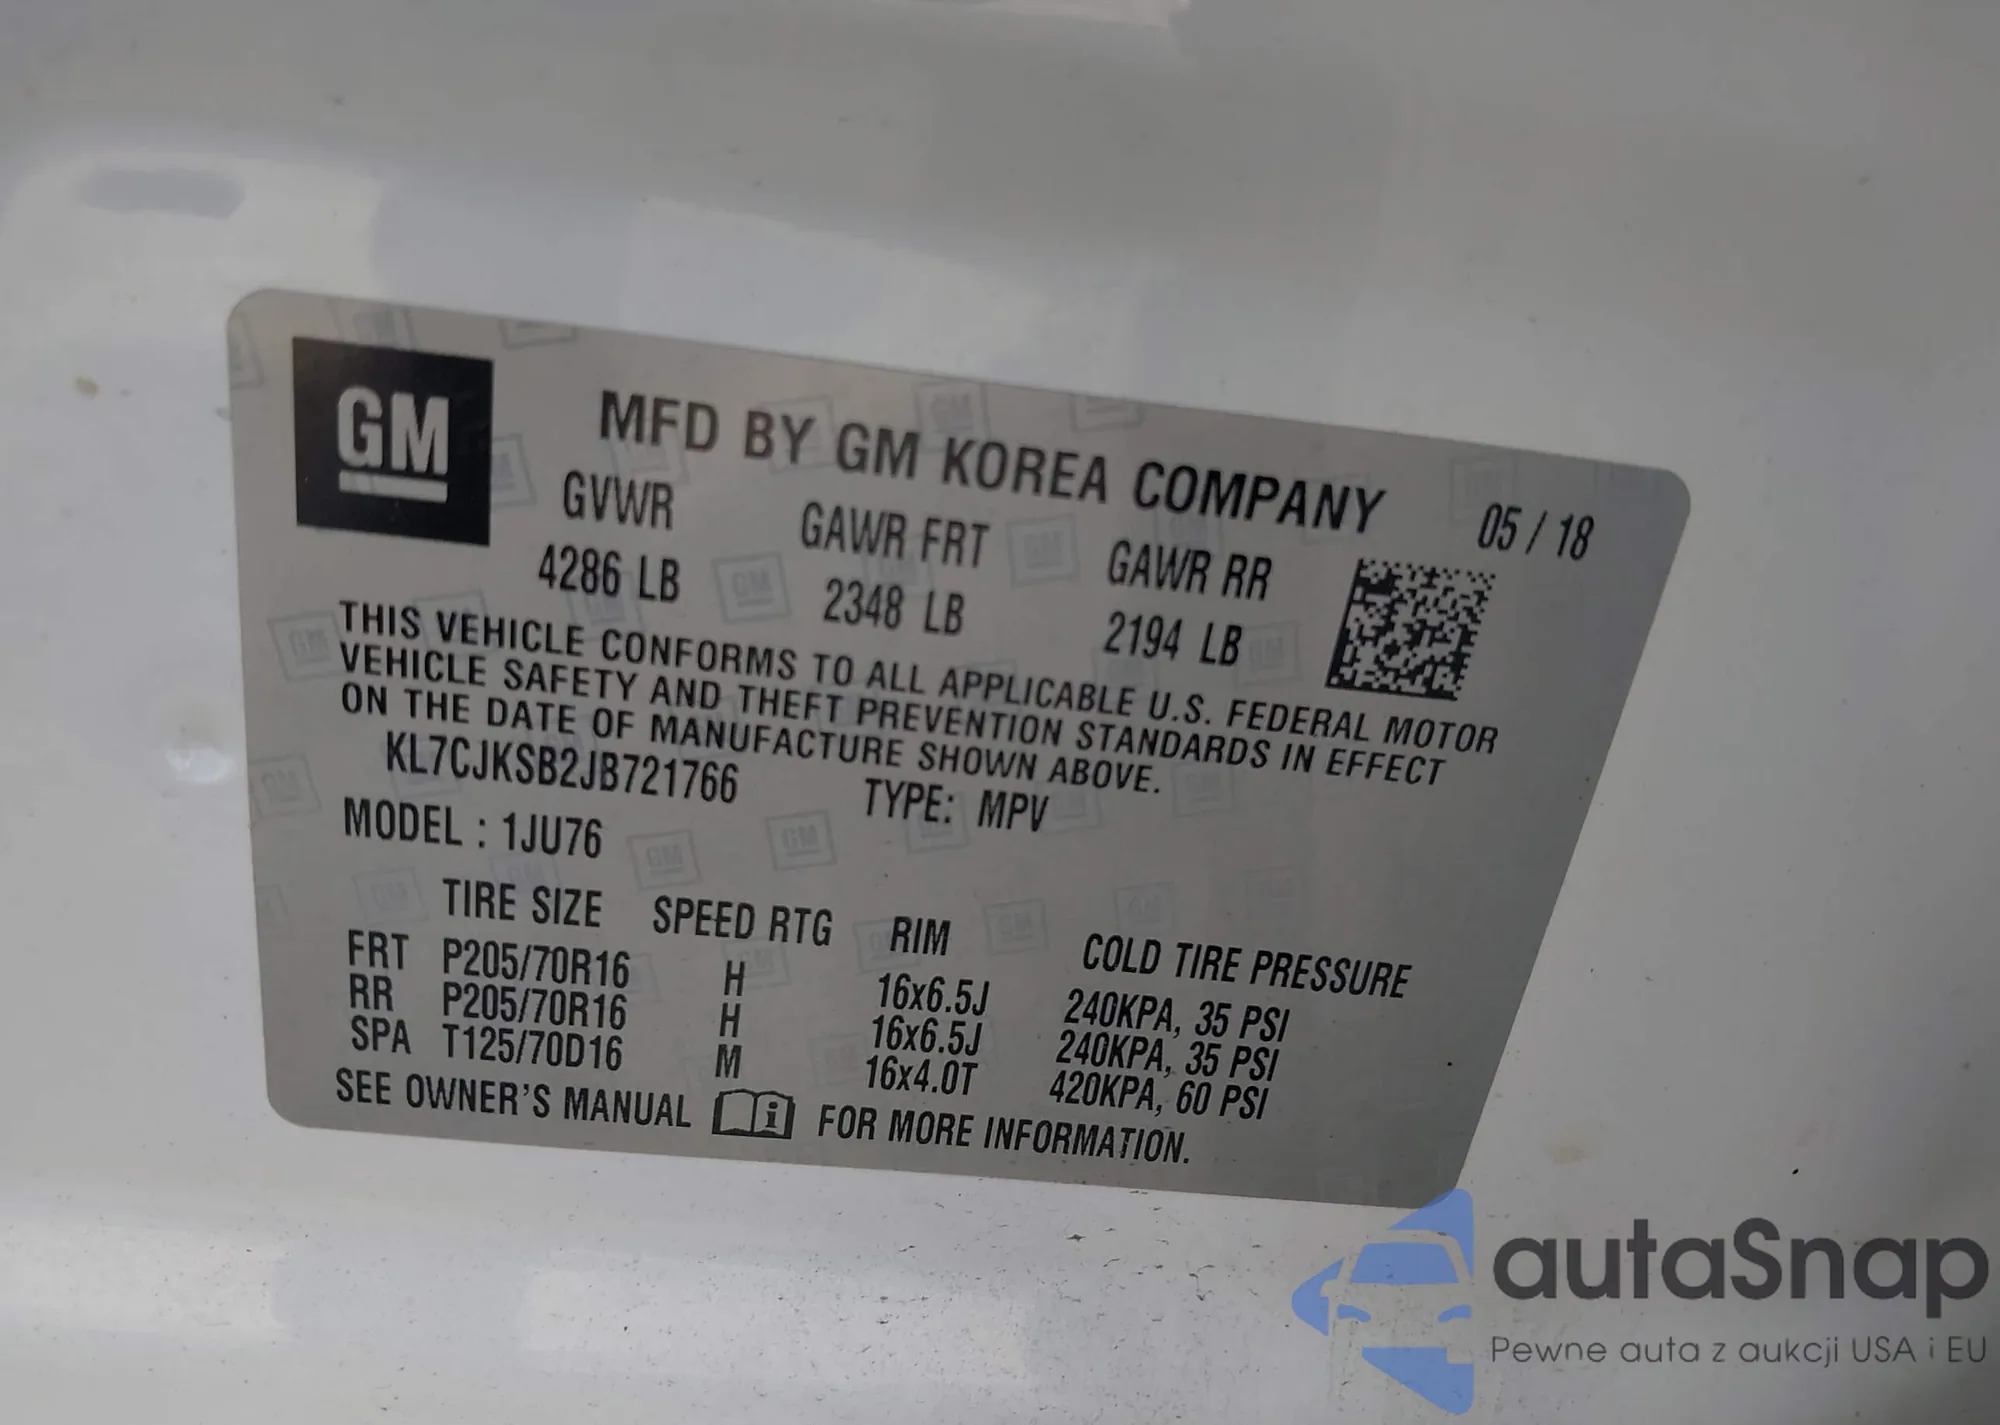 GM
MFD BY GM KOREA COMPANY
05 / 18
GVWR GAWR FRT GAWR RR
4286 LB 2348 LB 2194 LB
THIS VEHICLE CONFORMS TO ALL APPLICABLE U.S. FEDERAL MOTOR
VEHICLE SAFETY AND THEFT PREVENTION STANDARDS IN EFFECT
ON THE DATE OF MANUFACTURE SHOWN ABOVE.
KL7CJKSB2JB721766 TYPE: MPV
MODEL : 1JU76
TIRE SIZE SPEED RTG RIM COLD TIRE PRESSURE
FRT P205/70R16 H 16x6.5J 240KPA, 35 PSI
RR P205/70R16 H 16x6.5J 240KPA, 35 PSI
SPA T125/70D16 M 16x4.0T 420KPA, 60 PSI
SEE OWNER'S MANUAL i FOR MORE INFORMATION.
autaSnap
Pewne auta z aukcji USA i EU